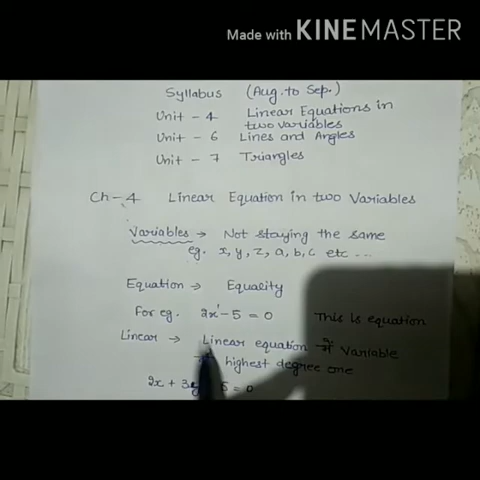 Made with KINEMASTER
Syllabus (Aug. to Sep.)
Unit - 4 Linear Equations in
two variables
Unit - 6 Lines and Angles
Unit - 7 Triangles
Ch-4 Linear Equation in two Variables
Variables → Not staying the same
eg. x, y, z, a, b, c etc ...
Equation → Equality
For eg. 2x¹ - 5 = 0 This is equation
Linear → Linear equation में Variable
highest degree one
2x + 3y 5 = 0